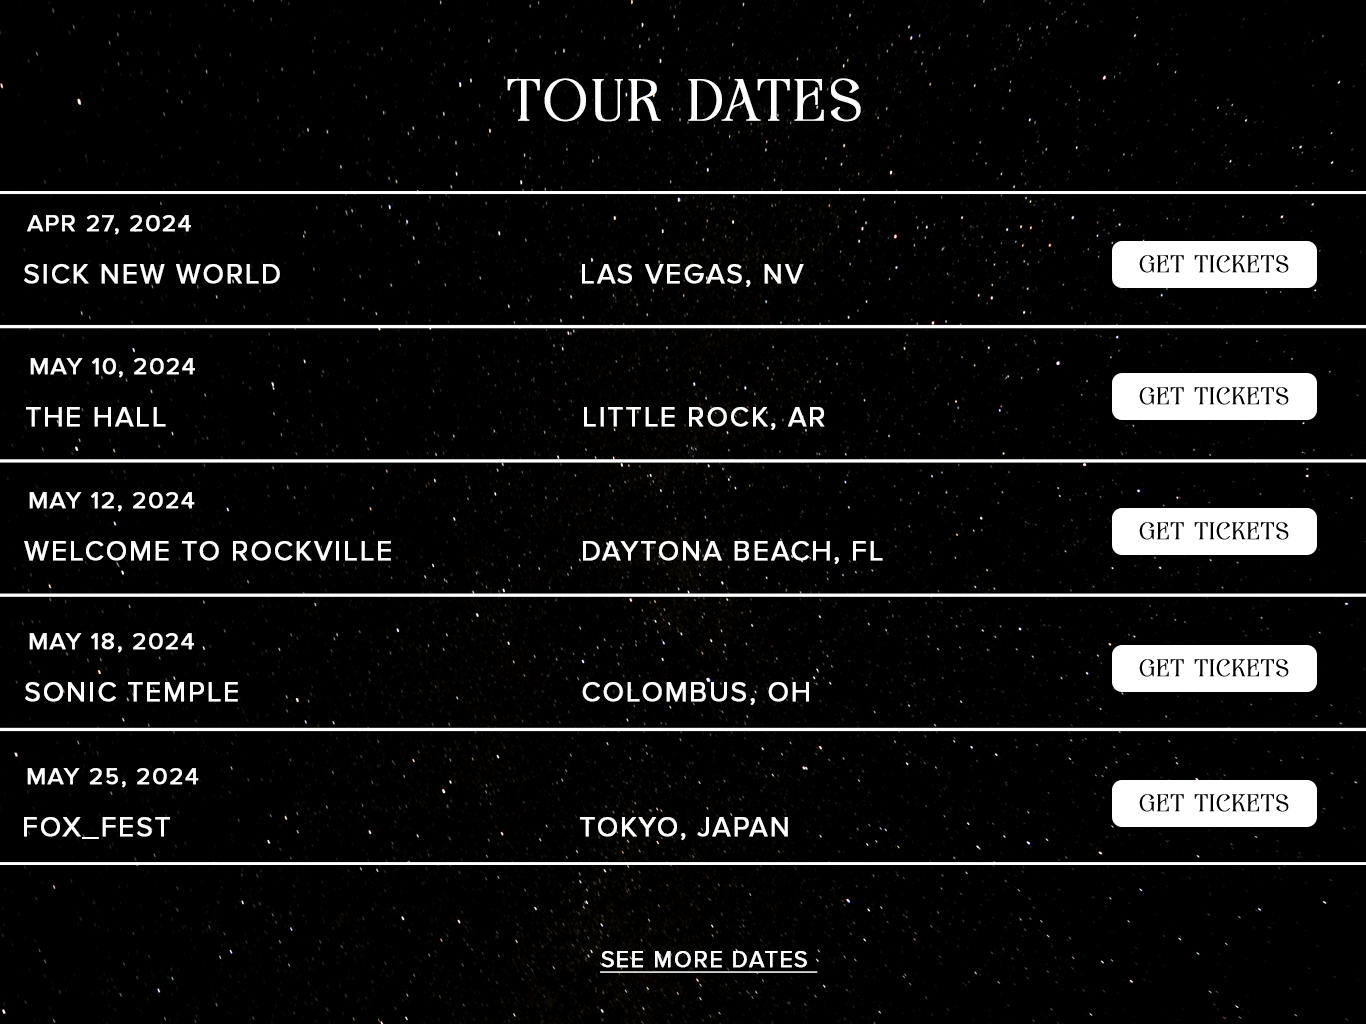 TOUR DATES
APR 27, 2024
SICK NEW WORLD
LAS VEGAS, NV
GET TICKETS
MAY 10, 2024
THE HALL
LITTLE ROCK, AR
GET TICKETS
MAY 12, 2024
WELCOME TO ROCKVILLE
DAYTONA BEACH, FL
GET TICKETS
MAY 18, 2024
SONIC TEMPLE
COLOMBUS, OH
GET TICKETS
MAY 25, 2024
FOX_FEST
TOKYO, JAPAN
GET TICKETS
SEE MORE DATES